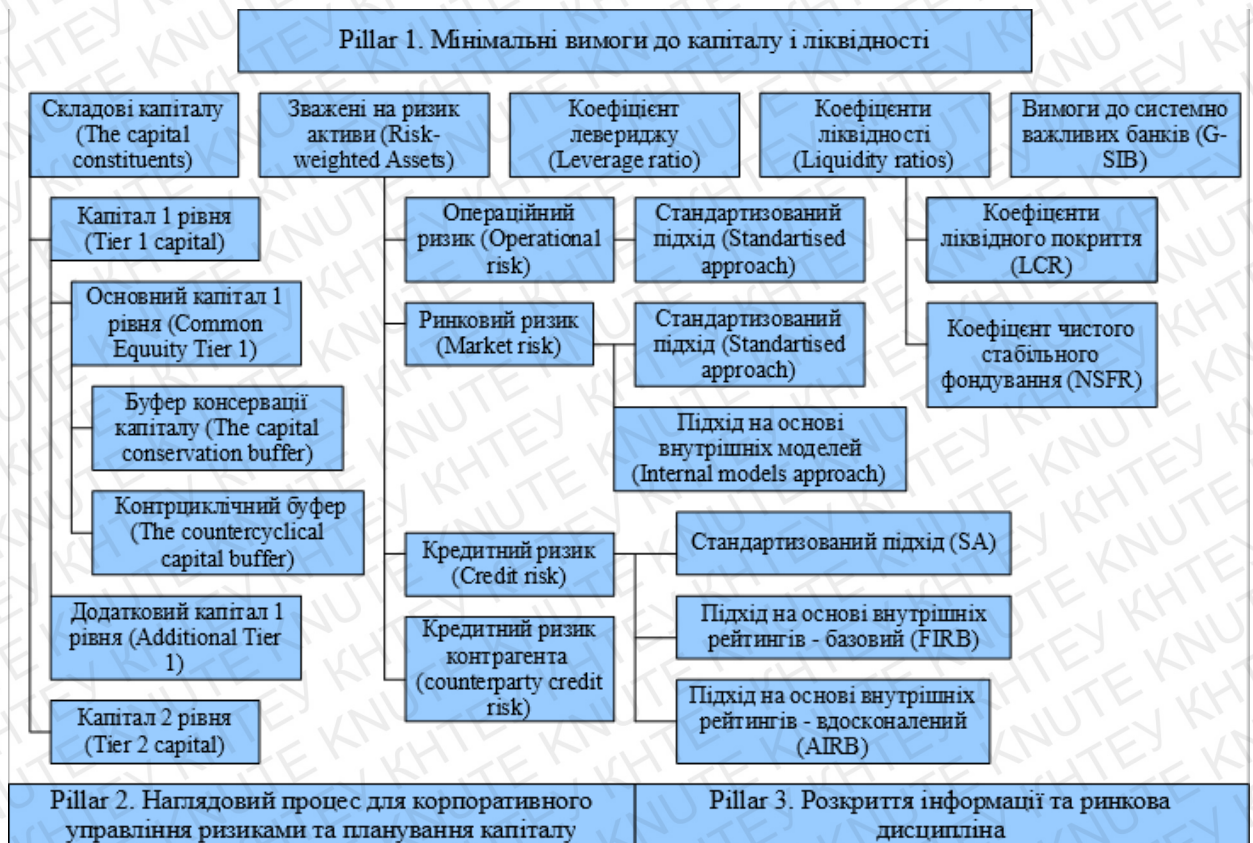 Pillar 1. Мінімальні вимоги до капіталу і ліквідності
Складові капіталу
(The capital
constituents)
Зважені на ризик
активи (Risk-
weighted Assets)
Коефіцієнт
левериджу
(Leverage ratio)
Коефіцєнти
ліквідності
(Liquidity ratios)
Вимоги до системно
важливих банків (G-
SIB)
Капітал 1 рівня
(Tier 1 capital)
Основний капітал 1
рівня (Common
Equuity Tier 1)
Буфер консервації
капіталу (The capital
conservation buffer)
Контрциклічний буфер
(The countercyclical
capital buffer)
Додатковий капітал 1
рівня (Additional Tier
1)
Капітал 2 рівня
(Tier 2 capital)
Операційний
ризик (Operational
risk)
Стандартизований
підхід (Standartised
approach)
Ринковий ризик
(Market risk)
Стандартизований
підхід (Standartised
approach)
Підхід на основі
внутрішніх моделей
(Internal models approach)
Кредитний ризик
(Credit risk)
Стандартизований підхід (SA)
Підхід на основі внутрішніх
рейтингів - базовий (FIRB)
Підхід на основі внутрішніх
рейтингів - вдосконалений
(AIRB)
Кредитний ризик
контрагента
(counterparty credit
risk)
Коефіцєнти
ліквідного покриття
(LCR)
Коефіцєнт чистого
стабільного
фондування (NSFR)
Pillar 2. Наглядовий процес для корпоративного
управління ризиками та планування капіталу
Pillar 3. Розкриття інформації та ринкова
дисципліна